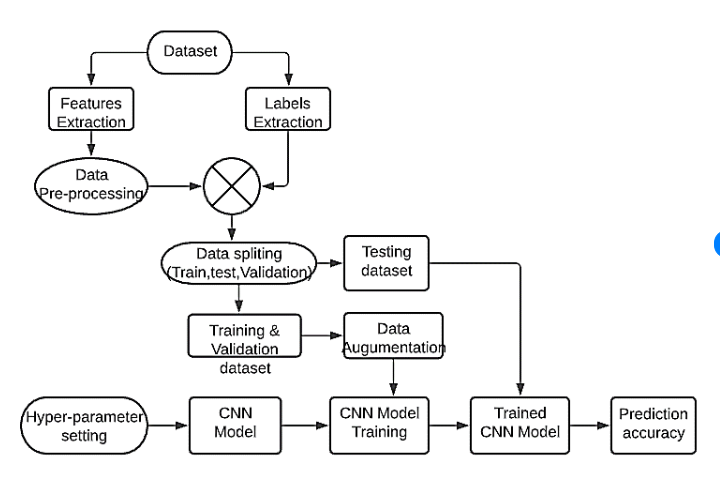 Dataset
Features
Extraction
Labels
Extraction
Data
Pre-processing
Data spliting
(Train,test,Validation)
Testing
dataset
Training &
Validation
dataset
Data
Augumentation
Hyper-parameter
setting
CNN
Model
CNN Model
Training
Trained
CNN Model
Prediction
accuracy